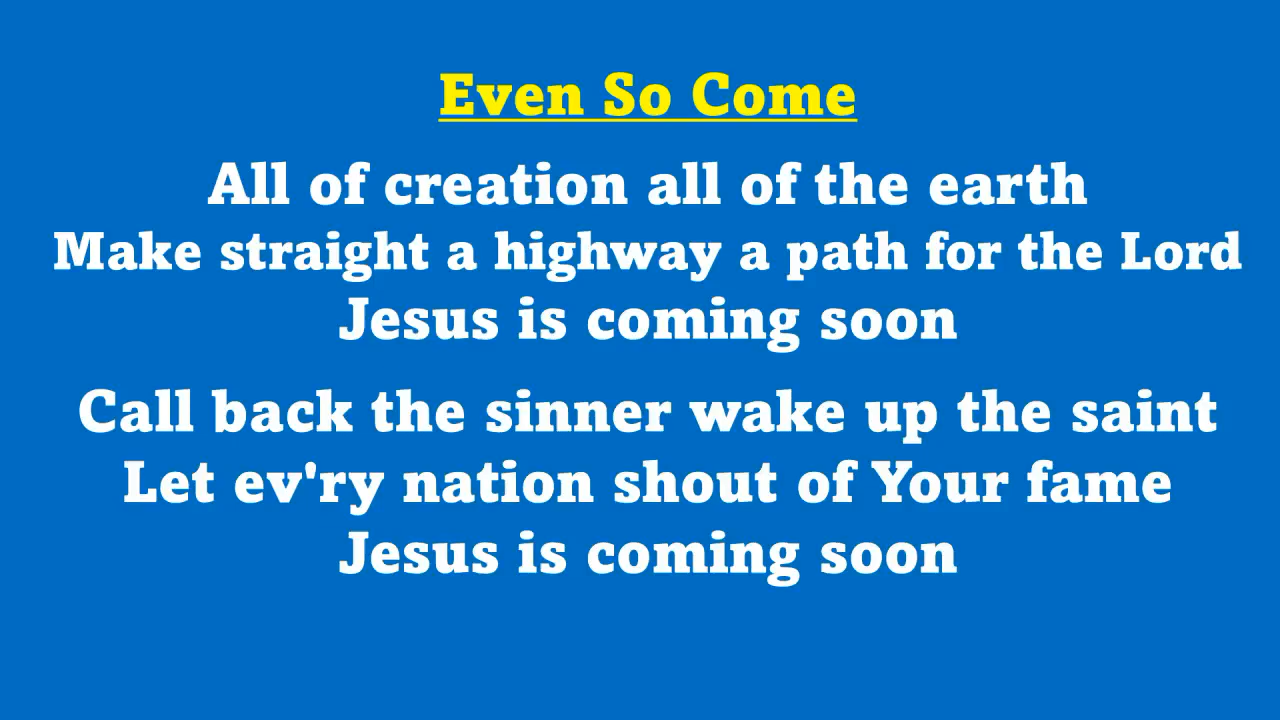 Even So Come
All of creation all of the earth
Make straight a highway a path for the Lord
Jesus is coming soon
Call back the sinner wake up the saint
Let ev'ry nation shout of Your fame
Jesus is coming soon